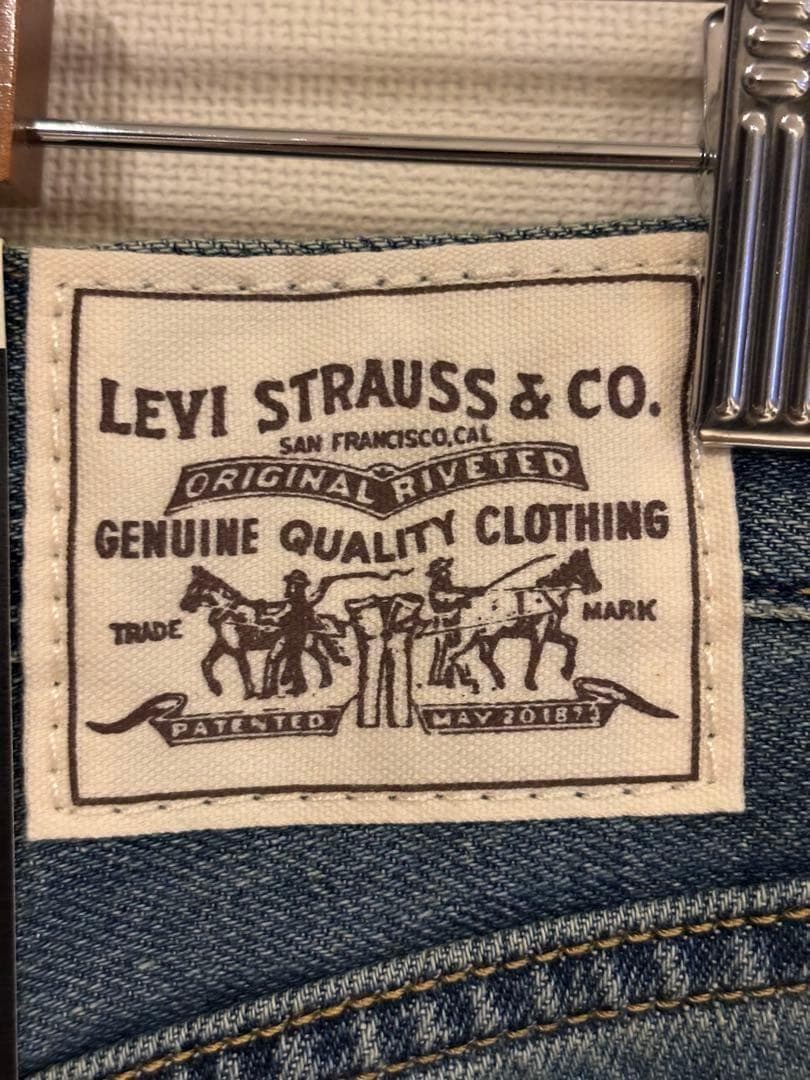 LEVI STRAUSS & CO.
SAN FRANCISCO, CAL
ORIGINAL RIVETED
GENUINE QUALITY CLOTHING
TRADE MARK
PATENTED MAY 20 1873